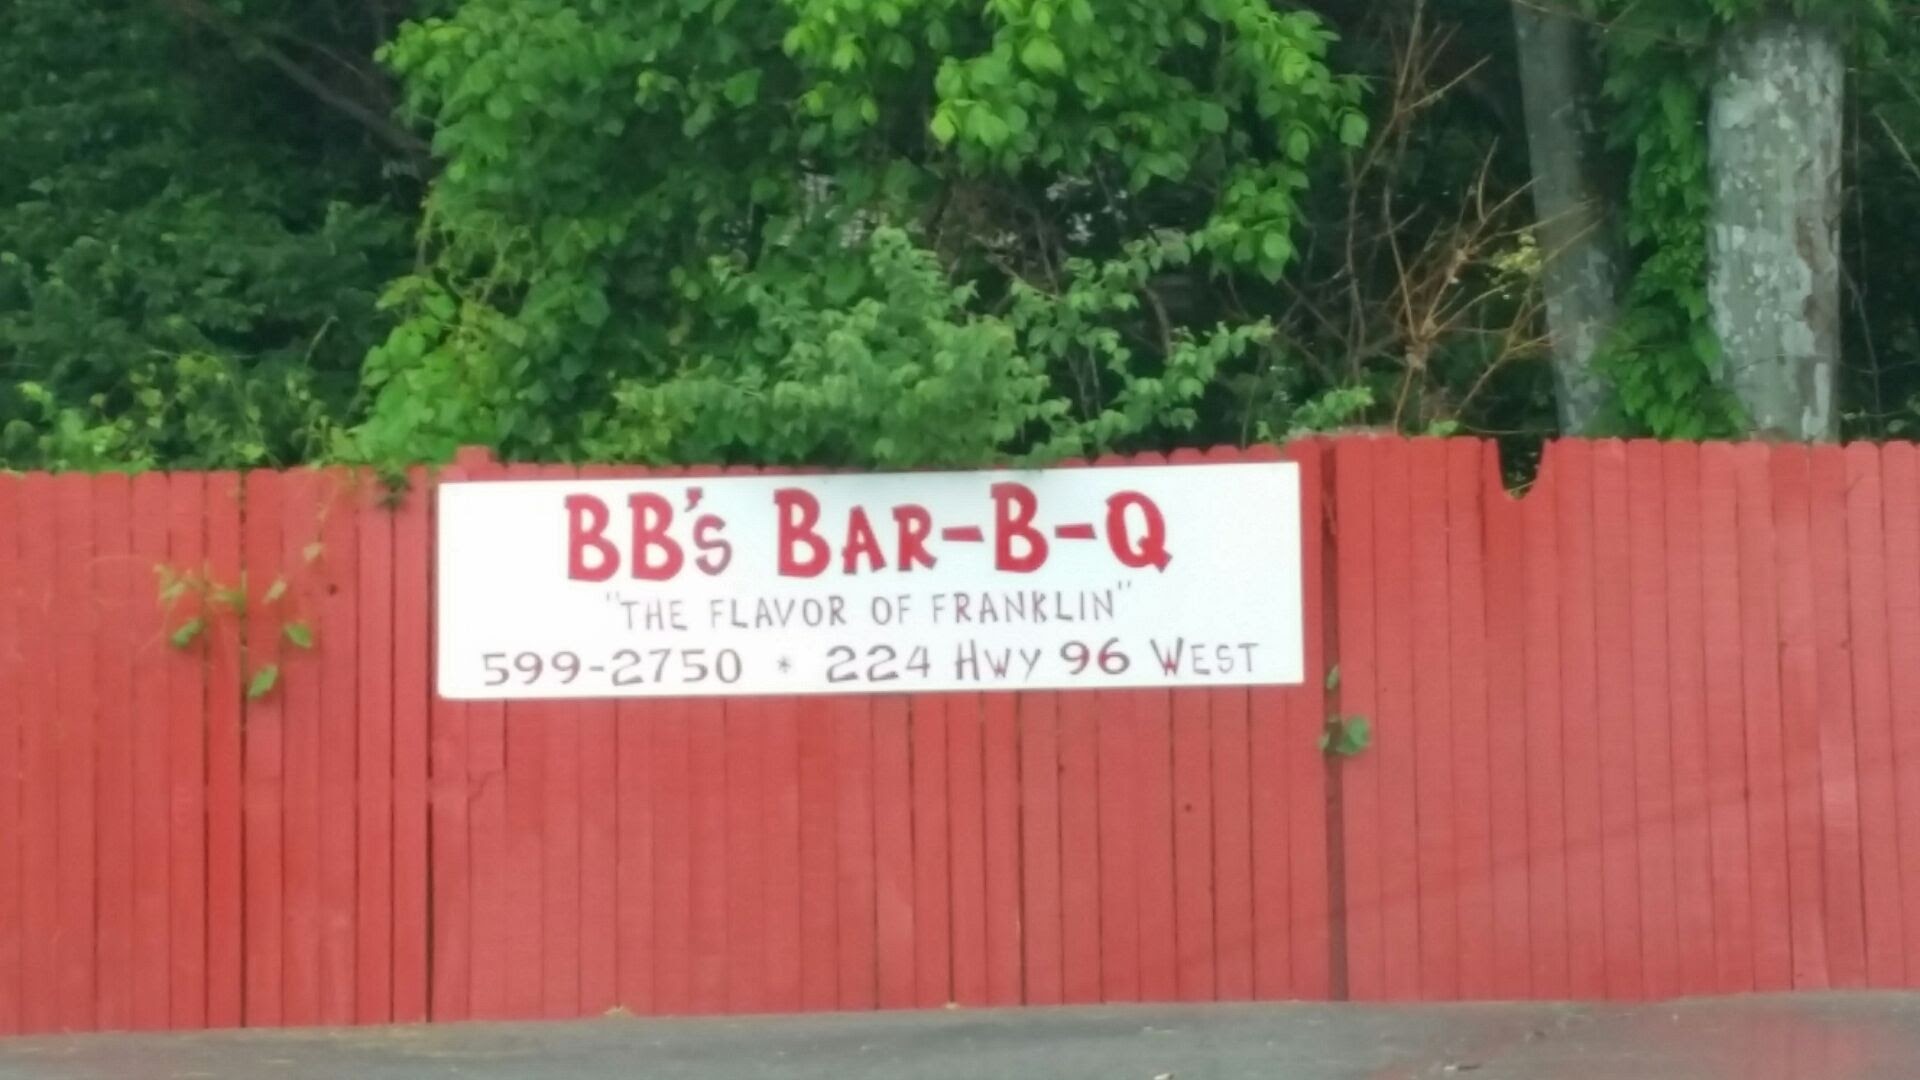 BB's Bar-B-Q
"THE FLAVOR OF FRANKLIN"
599-2750 * 224 Hwy 96 West